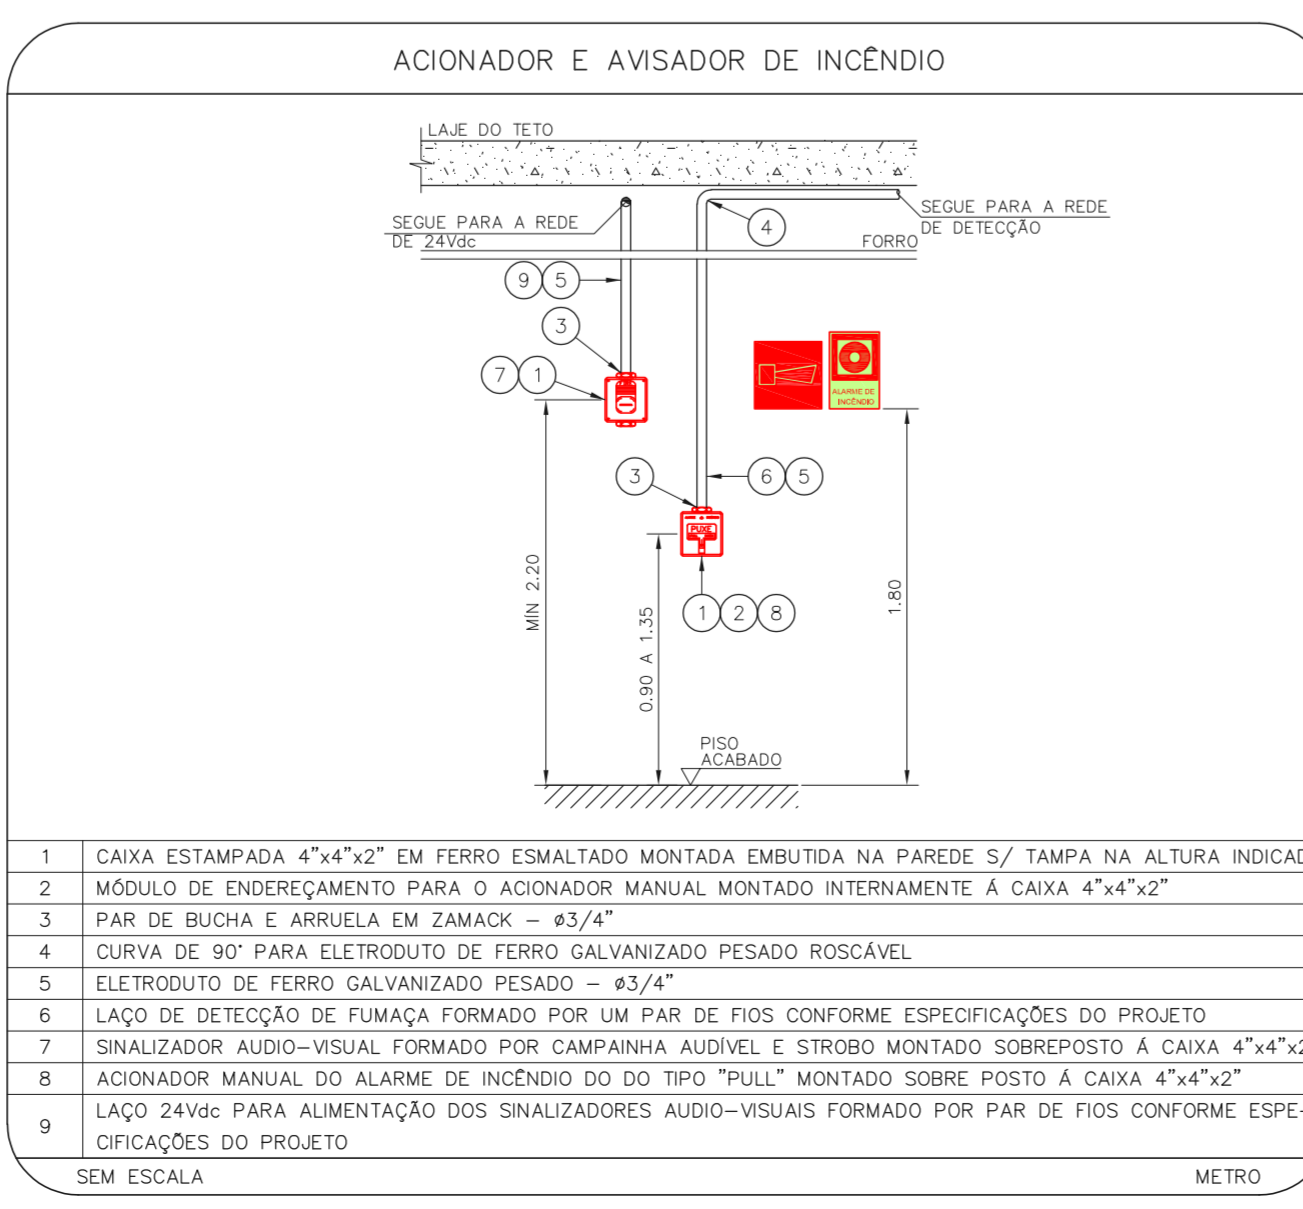 ACIONADOR E AVISADOR DE INCÊNDIO
LAJE DO TETO
SEGUE PARA A REDE
DE 24Vdc
SEGUE PARA A REDE
DE DETECÇÃO
4
FORRO
9 5
3
7 1
ALARME DE
INCÊNDIO
3
6 5
PUXE
MÍN 2.20
0.90 A 1.35
1.80
1 2 8
PISO
ACABADO
1 CAIXA ESTAMPADA 4"x4"x2" EM FERRO ESMALTADO MONTADA EMBUTIDA NA PAREDE S/ TAMPA NA ALTURA INDICAD
2 MÓDULO DE ENDEREÇAMENTO PARA O ACIONADOR MANUAL MONTADO INTERNAMENTE Á CAIXA 4"x4"x2"
3 PAR DE BUCHA E ARRUELA EM ZAMACK – ø3/4"
4 CURVA DE 90° PARA ELETRODUTO DE FERRO GALVANIZADO PESADO ROSCÁVEL
5 ELETRODUTO DE FERRO GALVANIZADO PESADO – ø3/4"
6 LAÇO DE DETECÇÃO DE FUMAÇA FORMADO POR UM PAR DE FIOS CONFORME ESPECIFICAÇÕES DO PROJETO
7 SINALIZADOR AUDIO–VISUAL FORMADO POR CAMPAINHA AUDÍVEL E STROBO MONTADO SOBREPOSTO Á CAIXA 4"x4"x2
8 ACIONADOR MANUAL DO ALARME DE INCÊNDIO DO DO TIPO "PULL" MONTADO SOBRE POSTO Á CAIXA 4"x4"x2"
9 LAÇO 24Vdc PARA ALIMENTAÇÃO DOS SINALIZADORES AUDIO–VISUAIS FORMADO POR PAR DE FIOS CONFORME ESPE–
CIFICAÇÕES DO PROJETO
SEM ESCALA
METRO